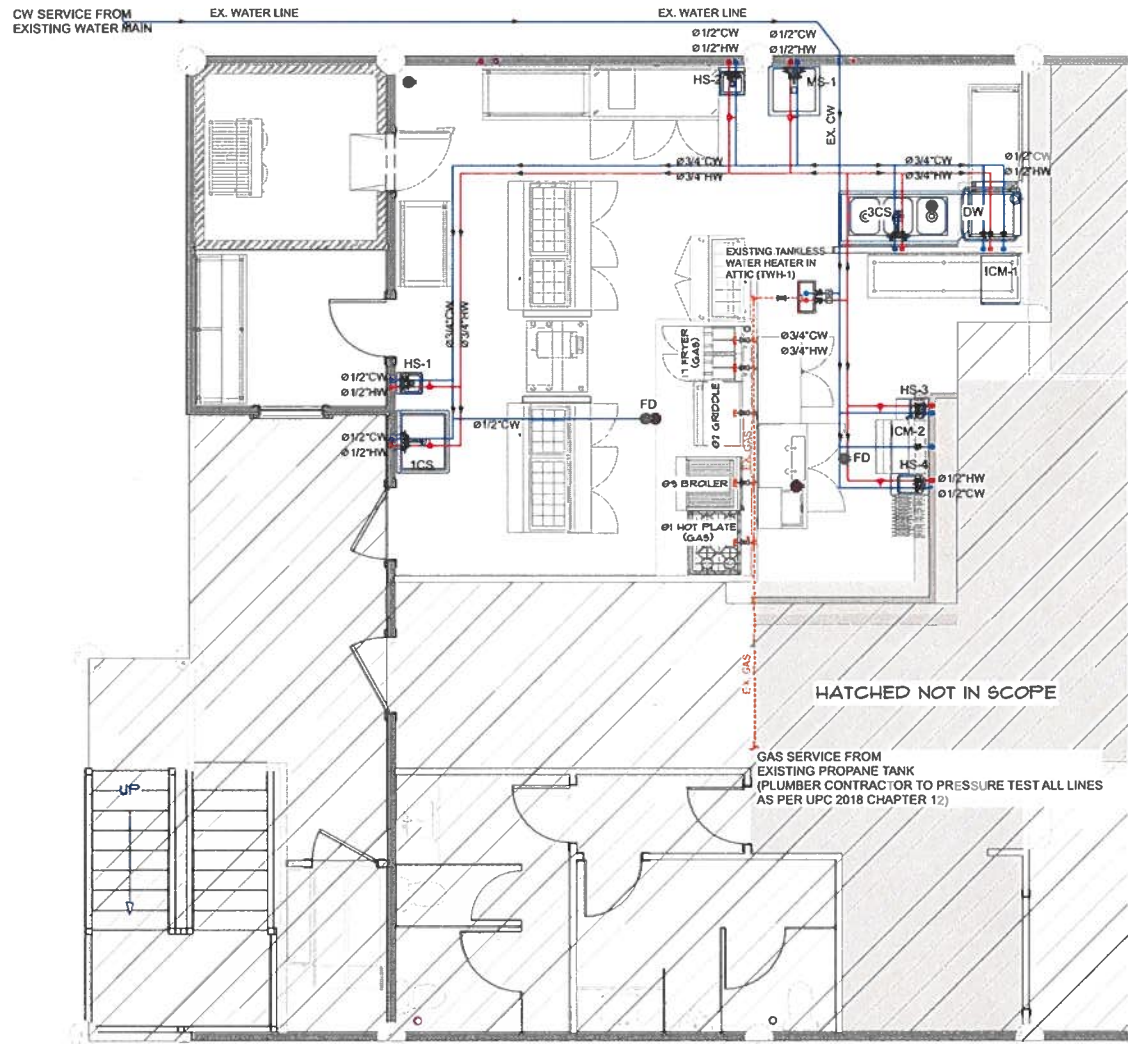 CW SERVICE FROM
EXISTING WATER MAIN
EX. WATER LINE
EX. WATER LINE
Ø1/2"CW
Ø1/2"HW
Ø1/2"CW
Ø1/2"HW
HS-2
MS-1
EX. CW
Ø3/4"CW
Ø3/4"HW
Ø3/4"CW
Ø3/4"HW
Ø1/2"CW
Ø1/2"HW
3CS
DW
ICM-1
EXISTING TANKLESS
WATER HEATER IN
ATTIC (TWH-1)
Ø3/4"CW
Ø3/4"HW
Ø3/4"CW
Ø3/4"HW
HS-1
Ø1/2"CW
Ø1/2"HW
17 FRYER
(GAS)
HS-3
FD
Ø1/2"CW
07 GRIDDLE
ICM-2
Ø1/2"CW
Ø1/2"HW
1CS
EX. GAS
FD
HS-4
Ø1/2"HW
Ø1/2"CW
09 BROILER
01 HOT PLATE
(GAS)
EX. GAS
HATCHED NOT IN SCOPE
GAS SERVICE FROM
EXISTING PROPANE TANK
(PLUMBER CONTRACTOR TO PRESSURE TEST ALL LINES
AS PER UPC 2018 CHAPTER 12)
UP